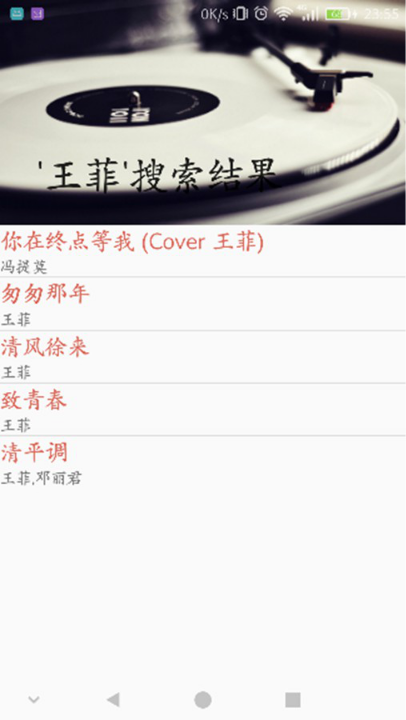 0K/s 23:55
'王菲'搜索结果
你在终点等我 (Cover 王菲)
冯提莫
匆匆那年
王菲
清风徐来
王菲
致青春
王菲
清平调
王菲,邓丽君